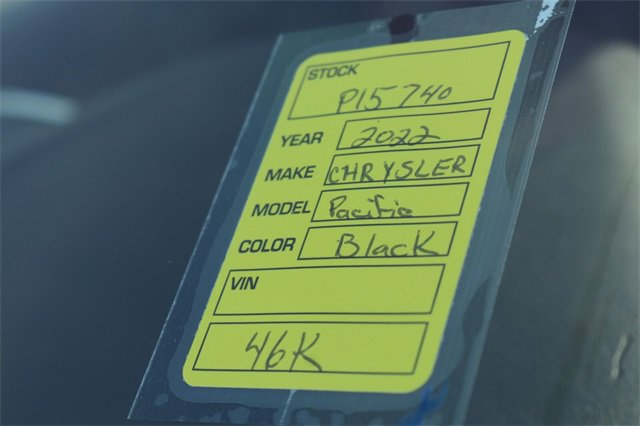 STOCK
P15740
YEAR 2022
MAKE CHRYSLER
MODEL Pacific
COLOR Black
VIN
46K